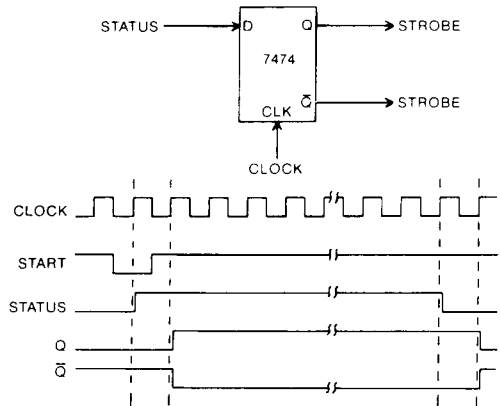 STATUS D Q STROBE
7474
Q̅ STROBE
CLK
CLOCK
CLOCK
START
STATUS
Q
Q̅